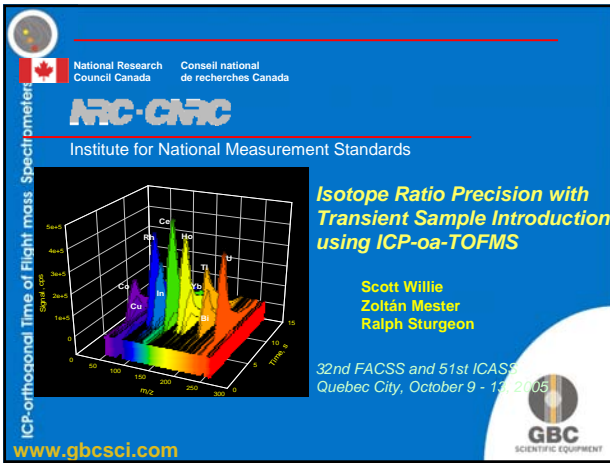 National Research Council Canada
Conseil national de recherches Canada
NRC·CNRC
Institute for National Measurement Standards
ICP-orthogonal Time of Flight mass Spectrometers
Isotope Ratio Precision with
Transient Sample Introduction
using ICP-oa-TOFMS
Scott Willie
Zoltán Mester
Ralph Sturgeon
32nd FACSS and 51st ICASS
Quebec City, October 9 - 13, 2005
Signal, cps
5e+5
4e+5
3e+5
2e+5
1e+5
0
Co
Cu
Rh
In
Ce
Ho
Yb
Tl
Bi
U
0
50
100
150
200
250
300
m/z
0
5
10
15
Time, s
www.gbcsci.com
GBC
SCIENTIFIC EQUIPMENT